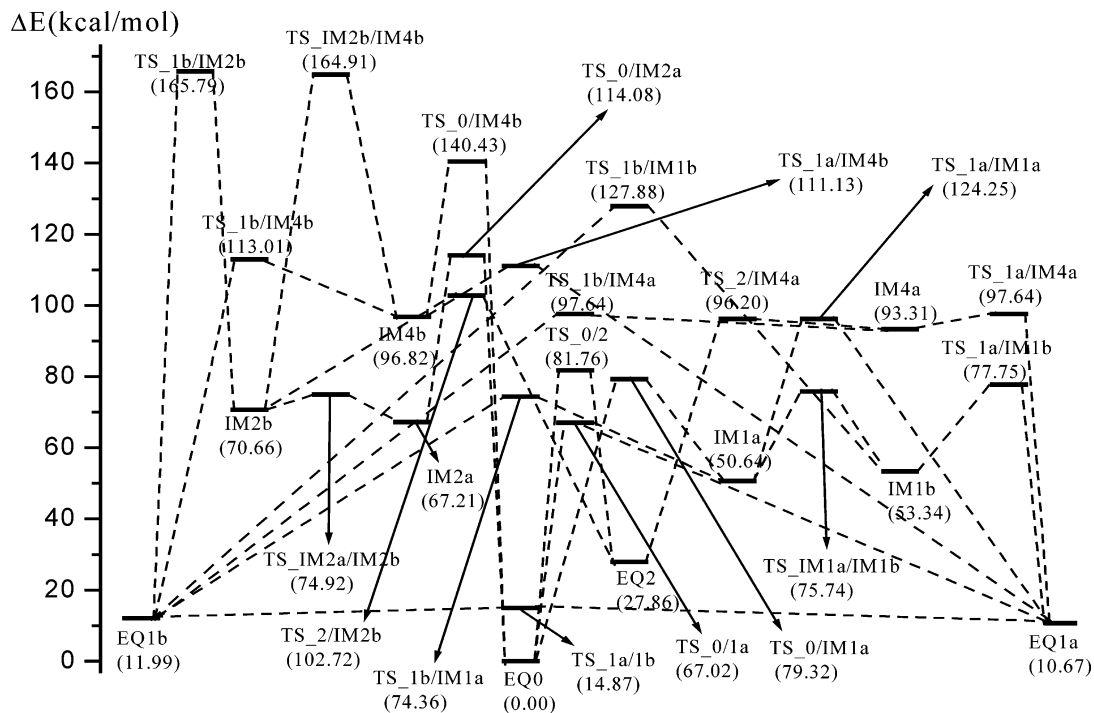 ΔE(kcal/mol)
TS_IM2b/IM4b
(164.91)
TS_1b/IM2b
(165.79)
TS_0/IM2a
(114.08)
160
TS_0/IM4b
(140.43)
140
TS_1b/IM1b
(127.88)
TS_1a/IM4b
(111.13)
TS_1a/IM1a
(124.25)
120
TS_1b/IM4b
(113.01)
TS_1b/IM4a
(97.64)
TS_2/IM4a
(96.20)
IM4a
(93.31)
TS_1a/IM4a
(97.64)
100
IM4b
(96.82)
TS_0/2
(81.76)
TS_1a/IM1b
(77.75)
80
IM2b
(70.66)
IM1a
(50.64)
60
IM2a
(67.21)
IM1b
(53.34)
40
TS_IM2a/IM2b
(74.92)
TS_IM1a/IM1b
(75.74)
EQ2
(27.86)
20
EQ1b
(11.99)
TS_2/IM2b
(102.72)
TS_1a/1b
(14.87)
TS_0/1a
(67.02)
TS_0/IM1a
(79.32)
EQ1a
(10.67)
0
TS_1b/IM1a
(74.36)
EQ0
(0.00)